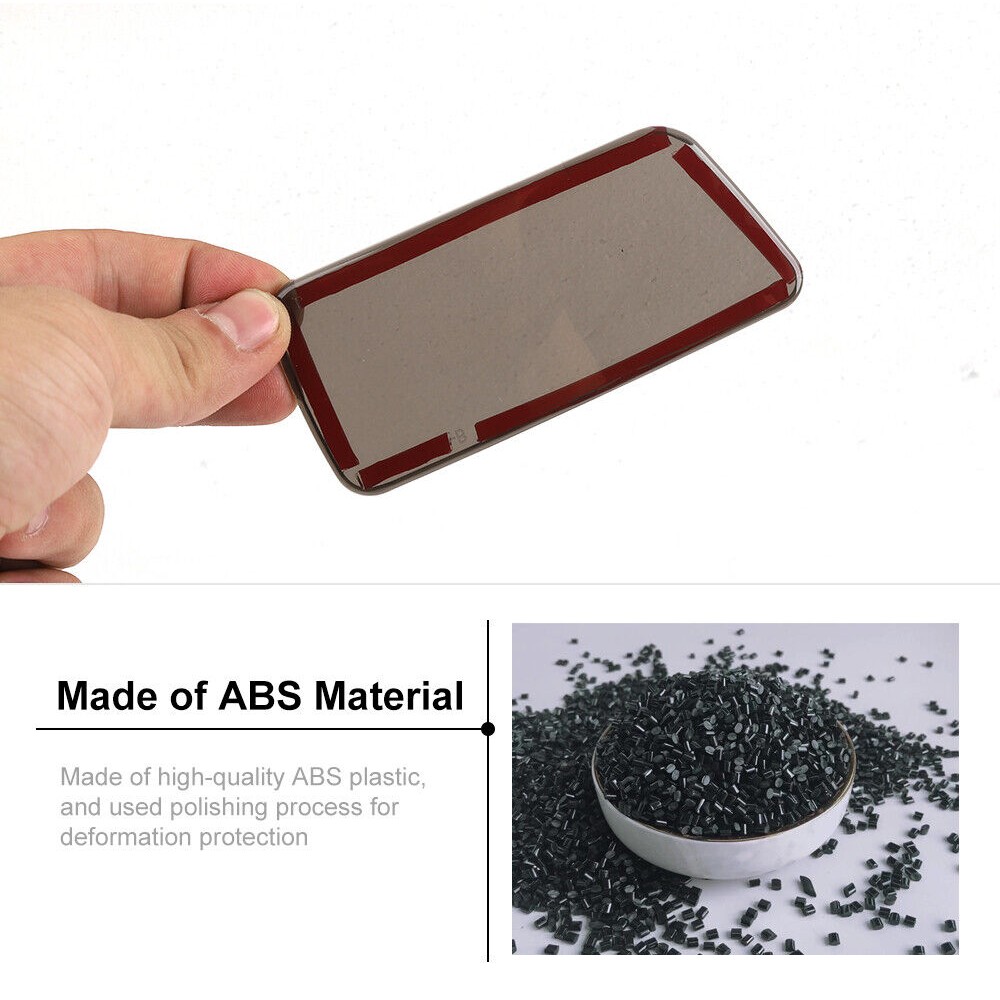 Made of ABS Material
Made of high-quality ABS plastic,
and used polishing process for
deformation protection